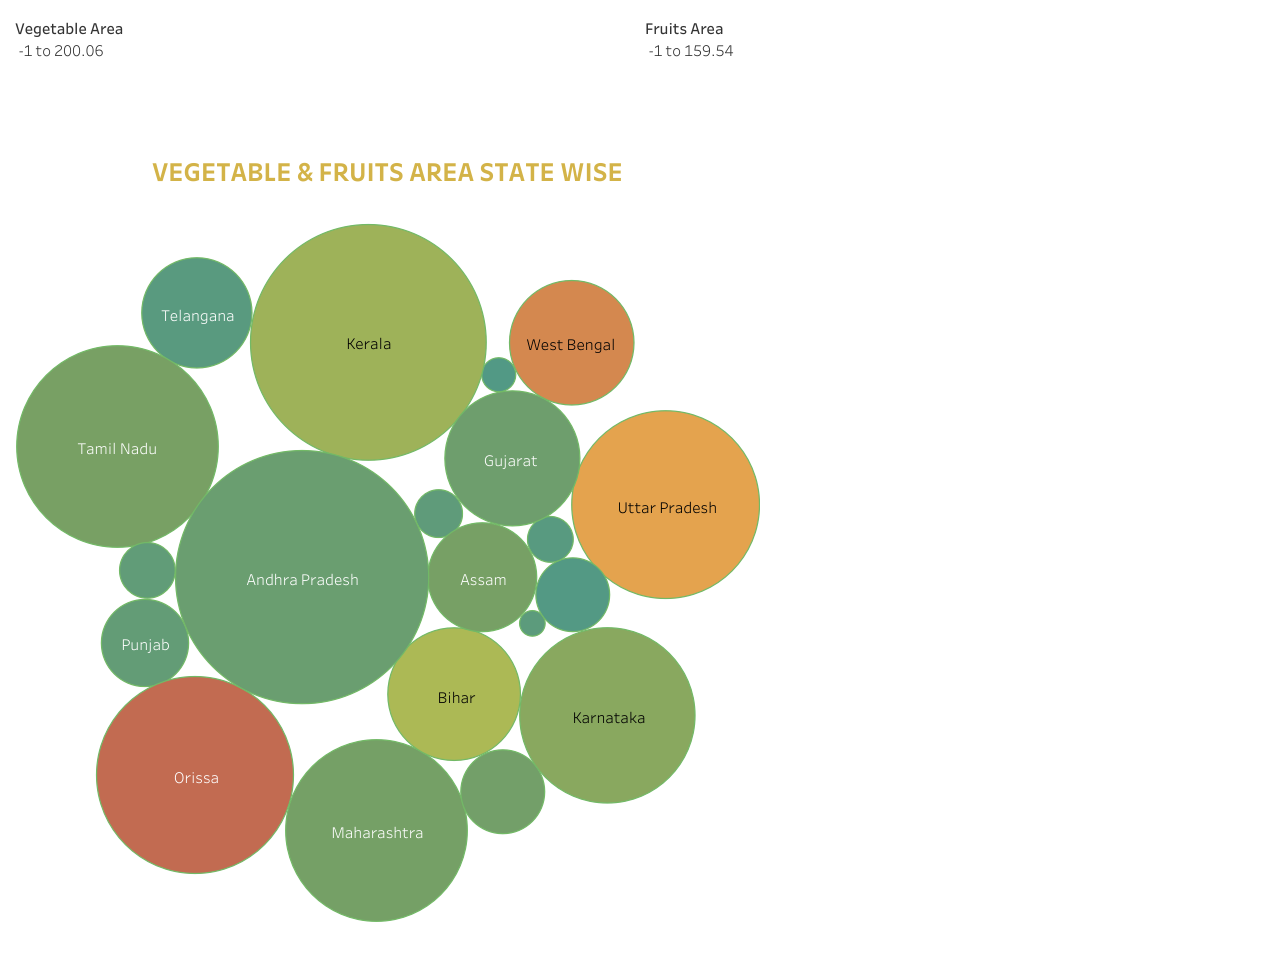 Vegetable Area
-1 to 200.06
Fruits Area
-1 to 159.54
VEGETABLE & FRUITS AREA STATE WISE
Telangana
Kerala
West Bengal
Tamil Nadu
Gujarat
Uttar Pradesh
Andhra Pradesh
Assam
Punjab
Bihar
Karnataka
Orissa
Maharashtra